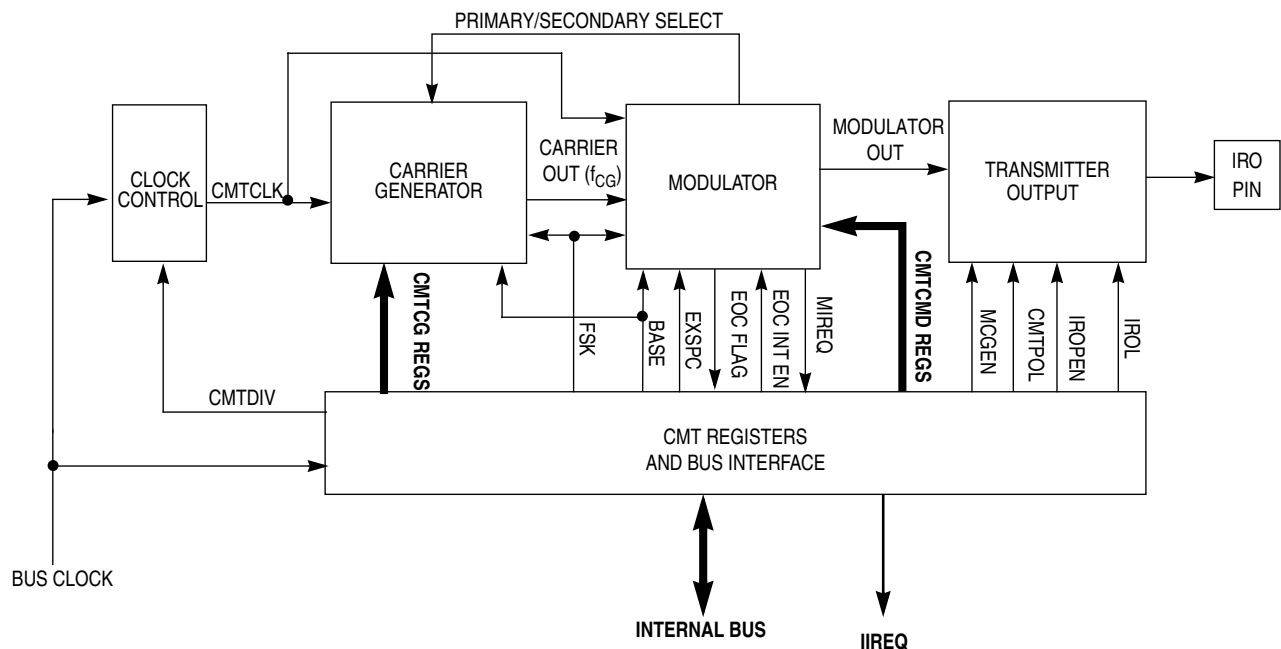 PRIMARY/SECONDARY SELECT
CLOCK
CONTROL
CMTCLK
CARRIER
GENERATOR
CARRIER
OUT (fCG)
MODULATOR
MODULATOR
OUT
TRANSMITTER
OUTPUT
IRO
PIN
CMTCG REGS
FSK
BASE
EXSPC
EOC FLAG
EOC INT EN
MIREQ
CMTCMD REGS
MCGEN
CMTPOL
IROPEN
IROL
CMTDIV
CMT REGISTERS
AND BUS INTERFACE
BUS CLOCK
INTERNAL BUS
IIREQ